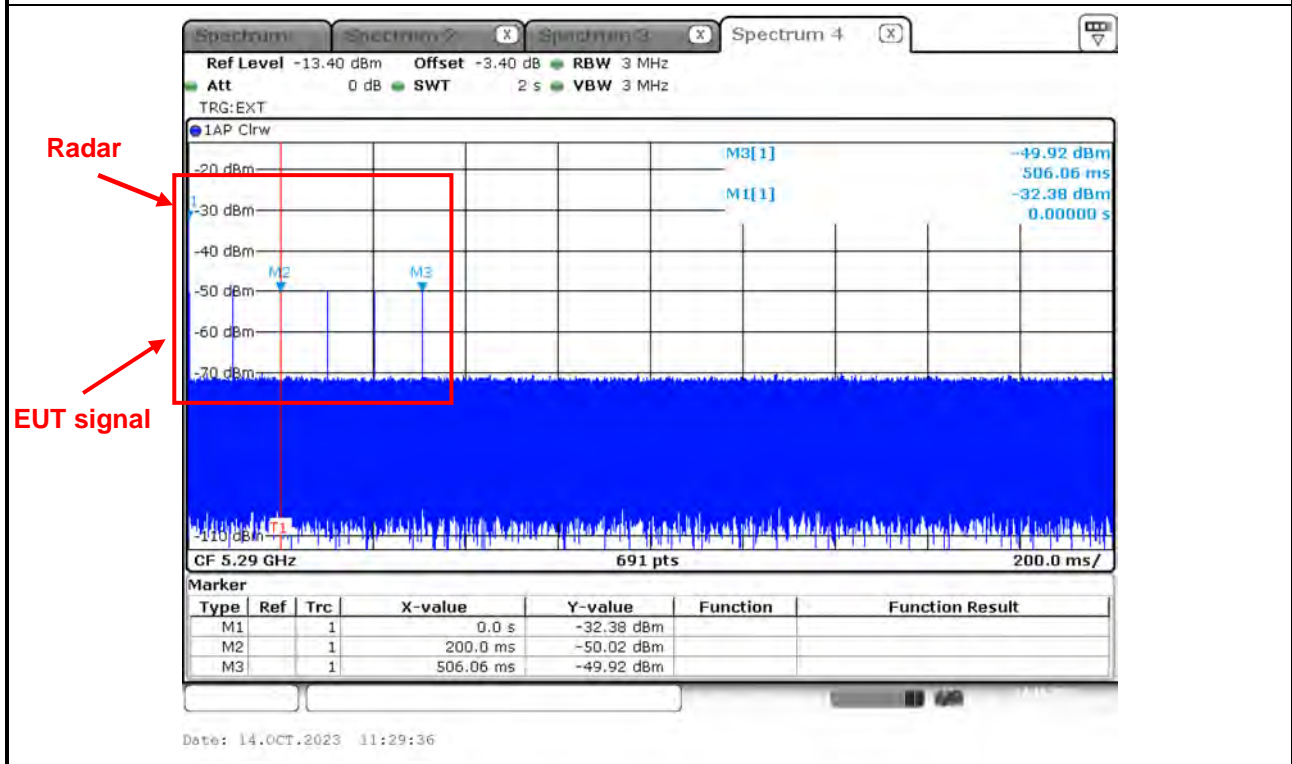 Spectrum Spectrum 2 X Spectrum 3 X Spectrum 4 X
Ref Level -13.40 dBm Offset -3.40 dB RBW 3 MHz
Att 0 dB SWT 2 s VBW 3 MHz
TRG:EXT
1AP Clrw
Radar
M3[1] -49.92 dBm
506.06 ms
M1[1] -32.38 dBm
0.00000 s
-20 dBm
1
-30 dBm
-40 dBm
M2 M3
-50 dBm
-60 dBm
-70 dBm
EUT signal
T1
-110 dBm
CF 5.29 GHz 691 pts 200.0 ms/
Marker
Type Ref Trc X-value Y-value Function Function Result
M1 1 0.0 s -32.38 dBm
M2 1 200.0 ms -50.02 dBm
M3 1 506.06 ms -49.92 dBm
Date: 14.OCT.2023 11:29:36